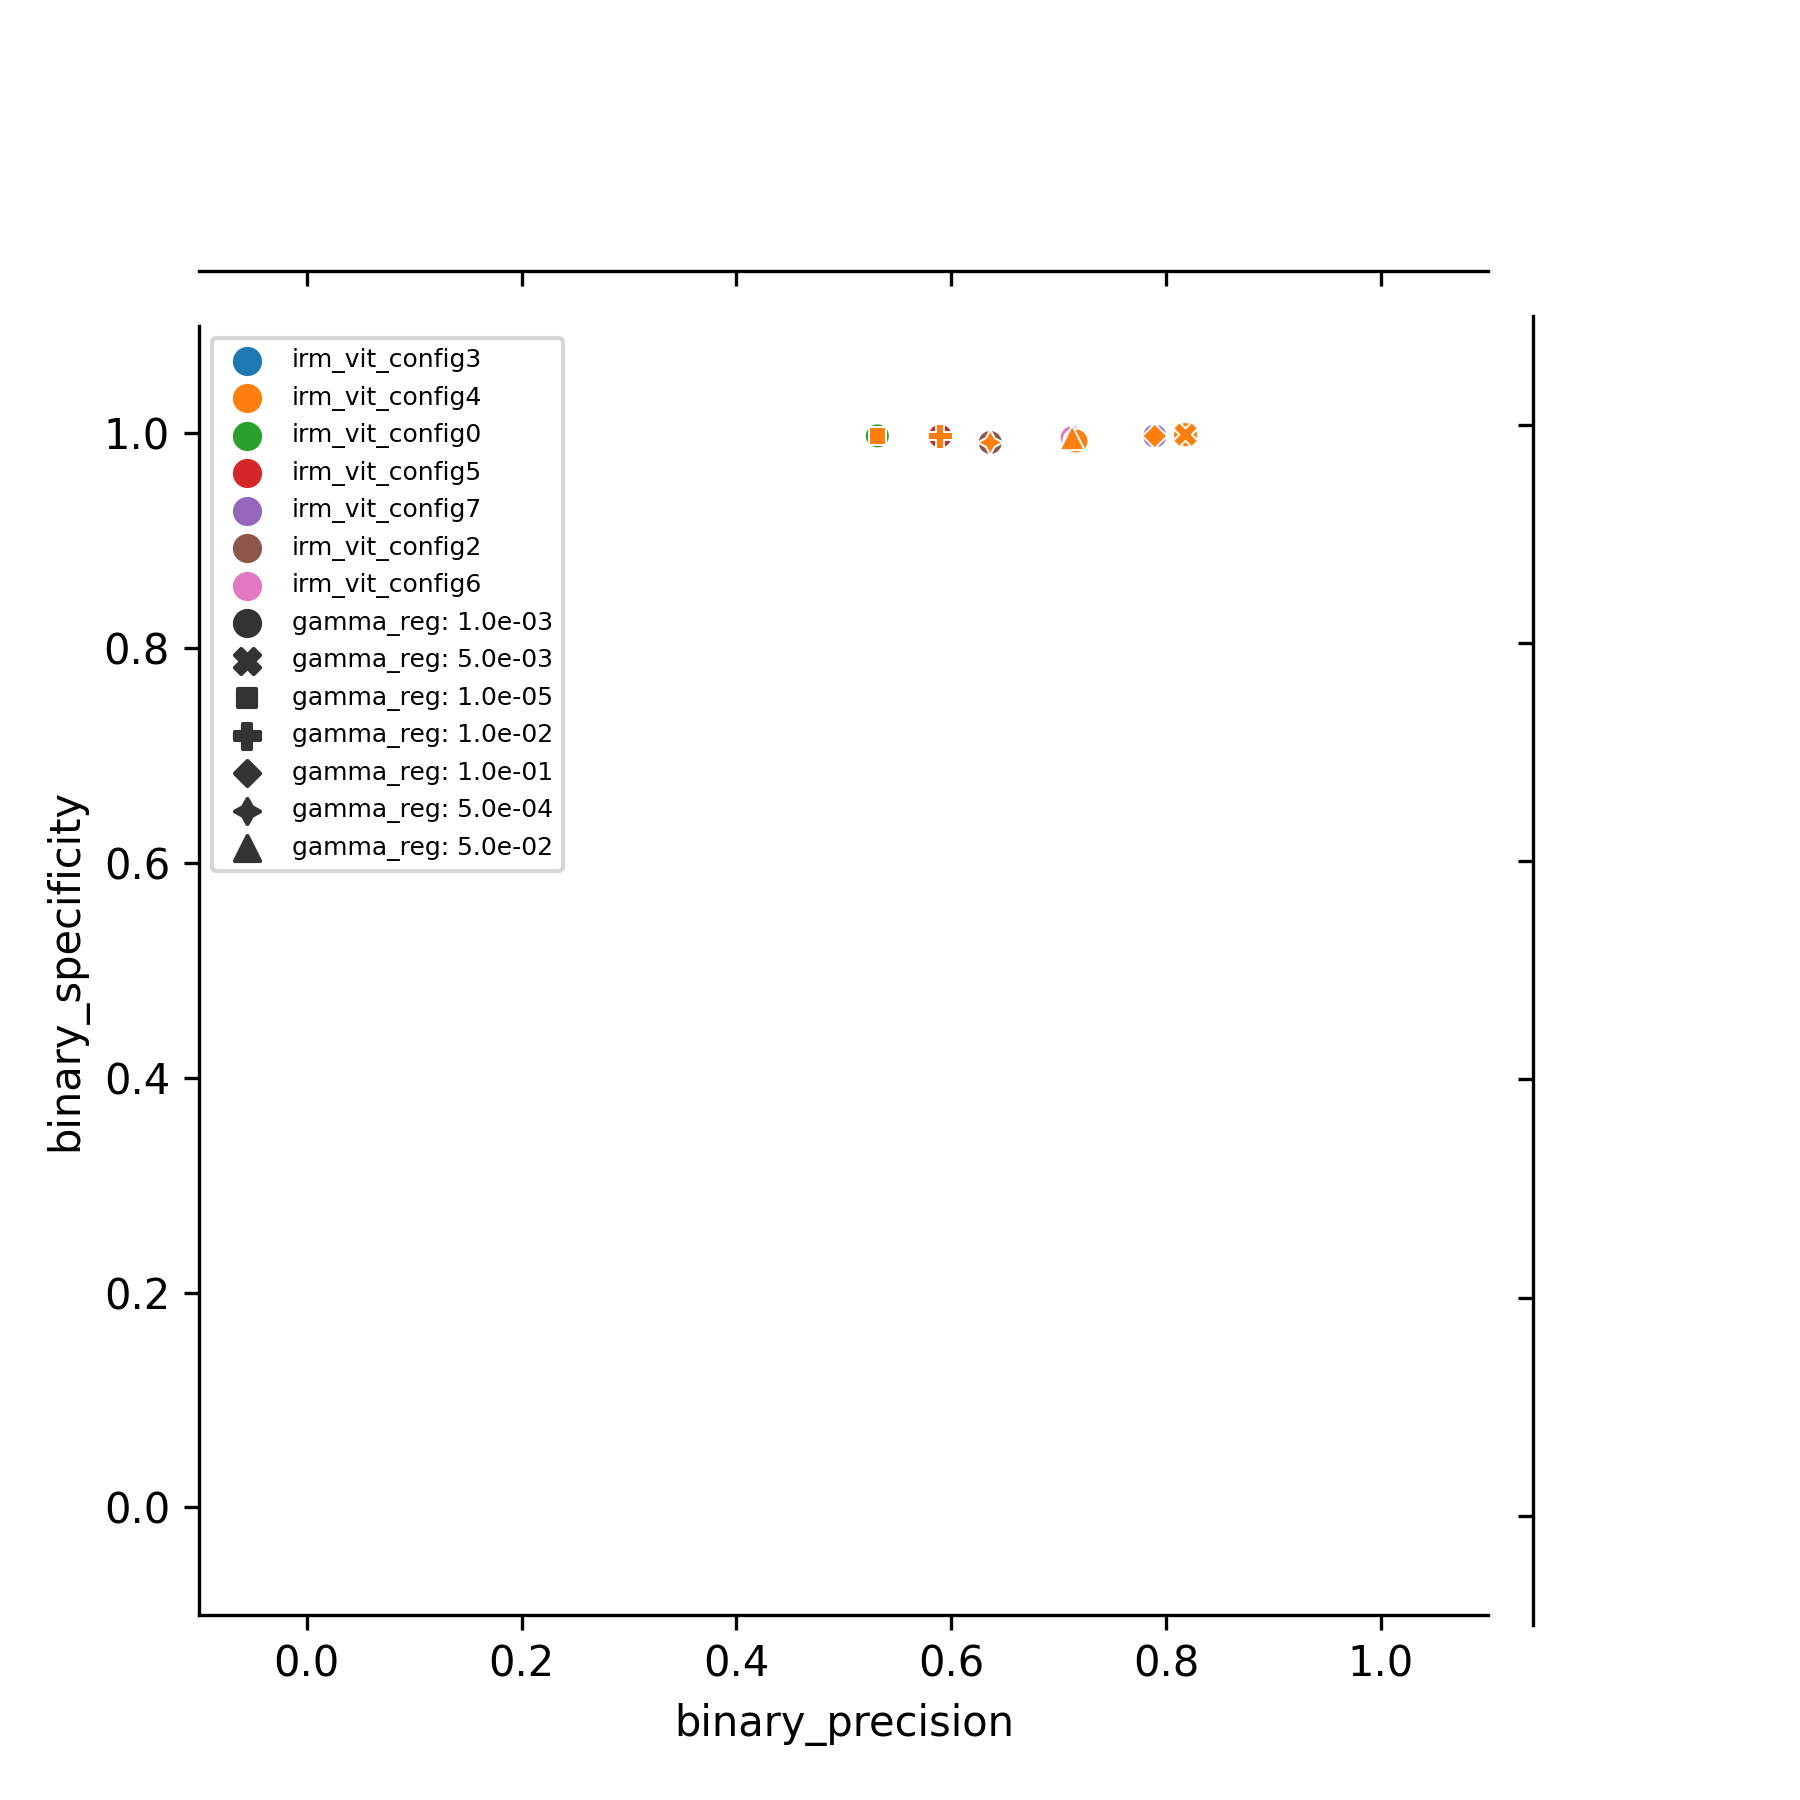 irm_vit_config3
irm_vit_config4
irm_vit_config0
irm_vit_config5
irm_vit_config7
irm_vit_config2
irm_vit_config6
gamma_reg: 1.0e-03
gamma_reg: 5.0e-03
gamma_reg: 1.0e-05
gamma_reg: 1.0e-02
gamma_reg: 1.0e-01
gamma_reg: 5.0e-04
gamma_reg: 5.0e-02
binary_specificity
1.0
0.8
0.6
0.4
0.2
0.0
0.0 0.2 0.4 0.6 0.8 1.0
binary_precision